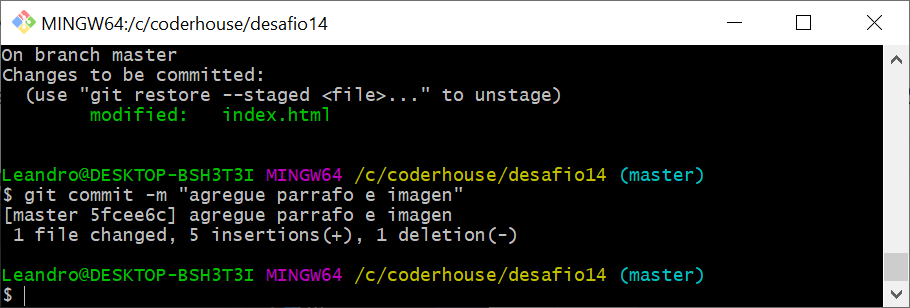 MINGW64:/c/coderhouse/desafio14
On branch master
Changes to be committed:
  (use "git restore --staged <file>..." to unstage)
        modified:   index.html
Leandro@DESKTOP-BSH3T3I MINGW64 /c/coderhouse/desafio14 (master)
$ git commit -m "agregue parrafo e imagen"
[master 5fcee6c] agregue parrafo e imagen
 1 file changed, 5 insertions(+), 1 deletion(-)
Leandro@DESKTOP-BSH3T3I MINGW64 /c/coderhouse/desafio14 (master)
$